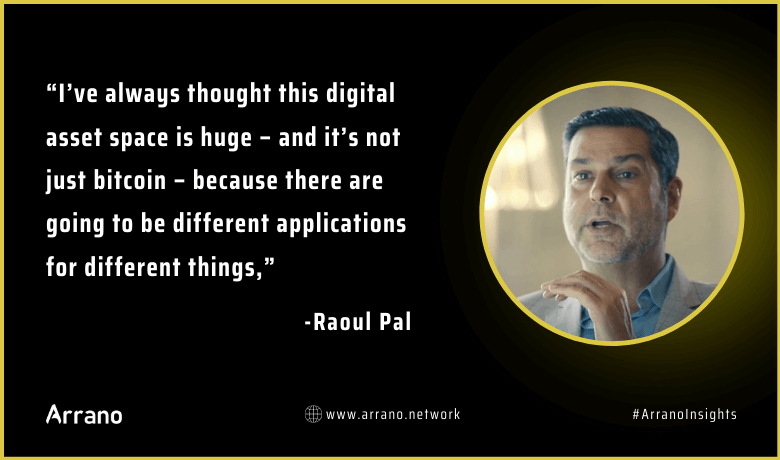 “I’ve always thought this digital
asset space is huge – and it’s not
just bitcoin – because there are
going to be different applications
for different things,”
-Raoul Pal
Arrano
www.arrano.network
#ArranoInsights